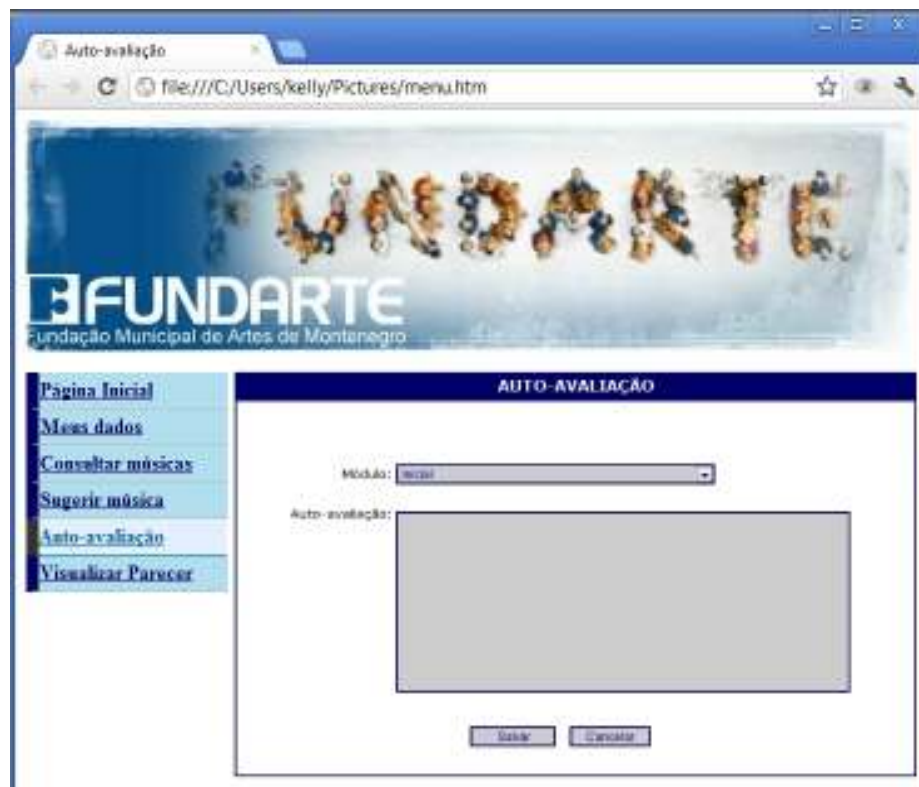 Auto-avaliação
file:///C:/Users/kelly/Pictures/menu.htm
FUNDARTE
FUNDARTE
Fundação Municipal de Artes de Montenegro
Página Inicial
Meus dados
Consultar músicas
Sugerir música
Auto-avaliação
Visualizar Parecer
AUTO-AVALIAÇÃO
Módulo: Inicial
Auto-avaliação:
Salvar Cancelar